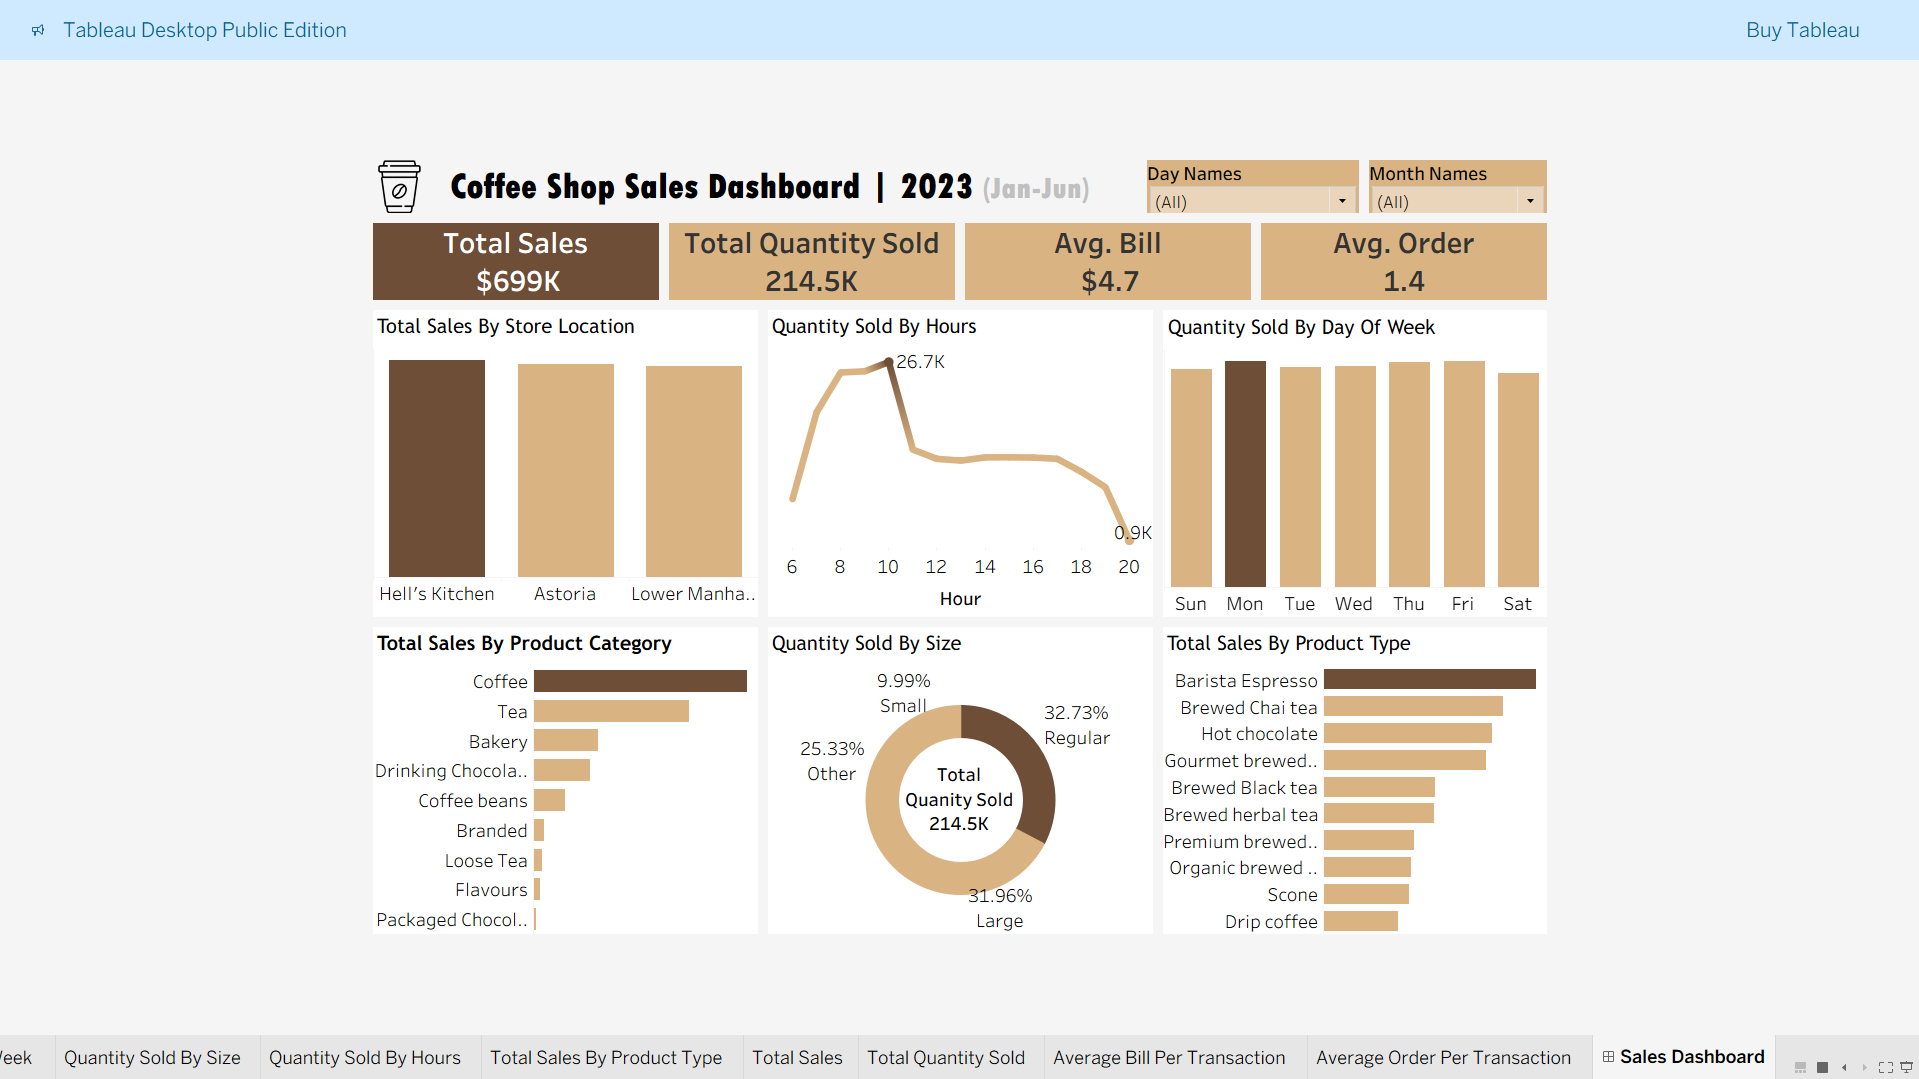 Tableau Desktop Public Edition
Buy Tableau
Coffee Shop Sales Dashboard | 2023 (Jan-Jun)
Day Names
(All)
Month Names
(All)
Total Sales
$699K
Total Quantity Sold
214.5K
Avg. Bill
$4.7
Avg. Order
1.4
Total Sales By Store Location
Hell's Kitchen
Astoria
Lower Manha..
Quantity Sold By Hours
26.7K
0.9K
6 8 10 12 14 16 18 20
Hour
Quantity Sold By Day Of Week
Sun Mon Tue Wed Thu Fri Sat
Total Sales By Product Category
Coffee
Tea
Bakery
Drinking Chocola..
Coffee beans
Branded
Loose Tea
Flavours
Packaged Chocol..
Quantity Sold By Size
9.99%
Small
32.73%
Regular
25.33%
Other
Total
Quanity Sold
214.5K
31.96%
Large
Total Sales By Product Type
Barista Espresso
Brewed Chai tea
Hot chocolate
Gourmet brewed..
Brewed Black tea
Brewed herbal tea
Premium brewed..
Organic brewed ..
Scone
Drip coffee
eek
Quantity Sold By Size
Quantity Sold By Hours
Total Sales By Product Type
Total Sales
Total Quantity Sold
Average Bill Per Transaction
Average Order Per Transaction
Sales Dashboard